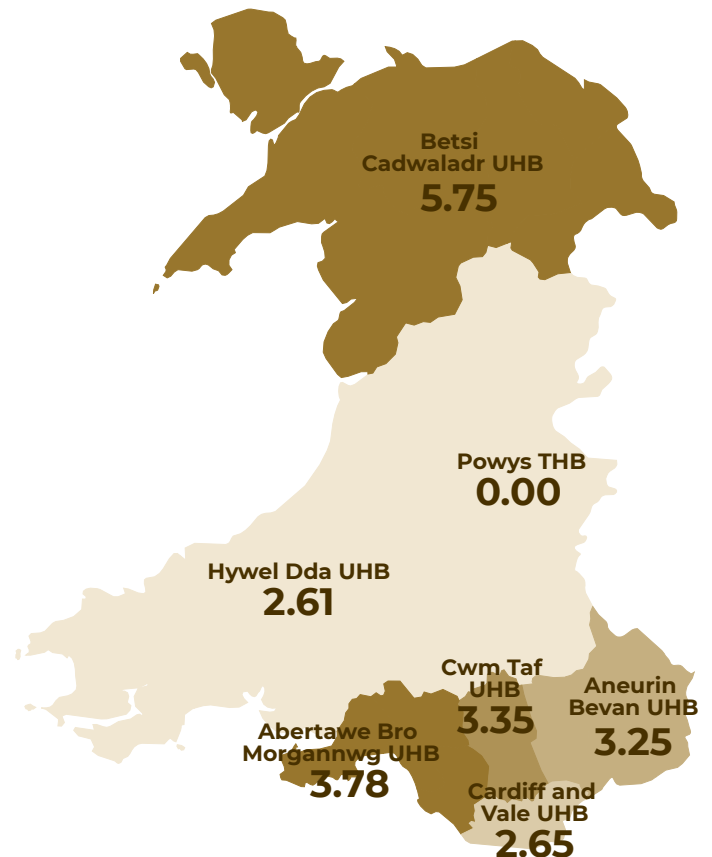 Betsi
Cadwaladr UHB
5.75
Powys THB
0.00
Hywel Dda UHB
2.61
Cwm Taf
UHB
3.35
Aneurin
Bevan UHB
3.25
Abertawe Bro
Morgannwg UHB
3.78
Cardiff and
Vale UHB
2.65